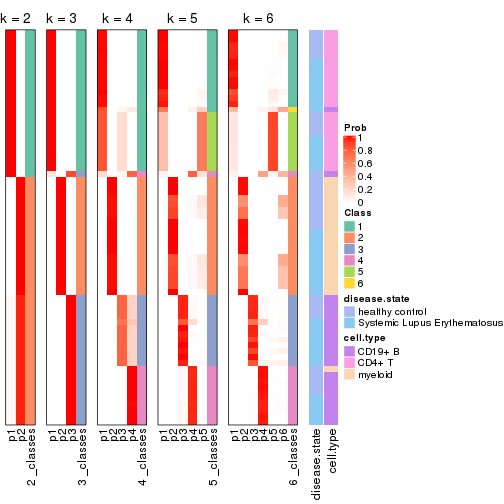 k = 2 k = 3 k = 4 k = 5 k = 6
Prob
1
0.8
0.6
0.4
0.2
0
Class
1
2
3
4
5
6
disease.state
healthy control
Systemic Lupus Erythematosus
cell.type
CD19+ B
CD4+ T
myeloid
p1
p2
2_classes
p1
p2
p3
3_classes
p1
p2
p3
p4
4_classes
p1
p2
p3
p4
p5
5_classes
p1
p2
p3
p4
p5
p6
6_classes
disease.state
cell.type